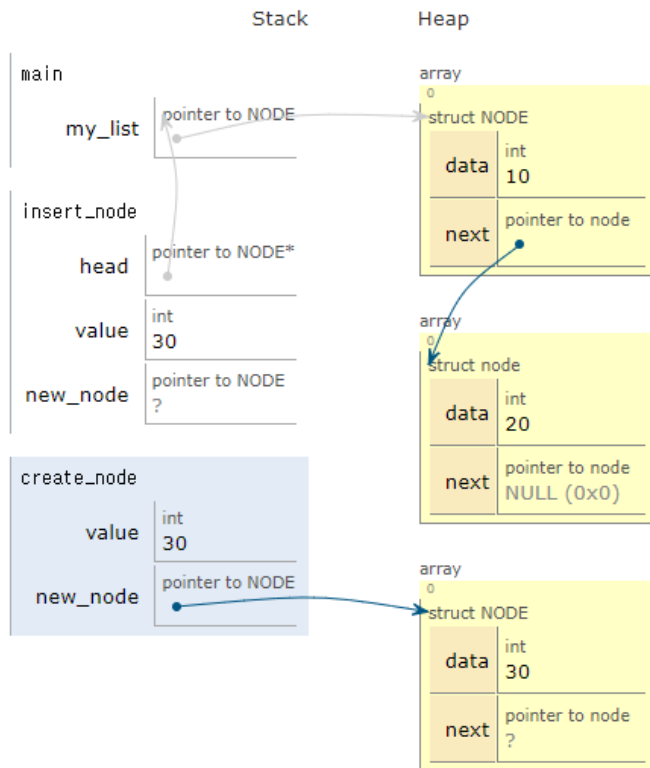 Stack
Heap
main
my_list
pointer to NODE
insert_node
head
pointer to NODE*
value
int
30
new_node
pointer to NODE
?
create_node
value
int
30
new_node
pointer to NODE
array
0
struct NODE
data
int
10
next
pointer to node
array
0
struct node
data
int
20
next
pointer to node
NULL (0x0)
array
0
struct NODE
data
int
30
next
pointer to node
?